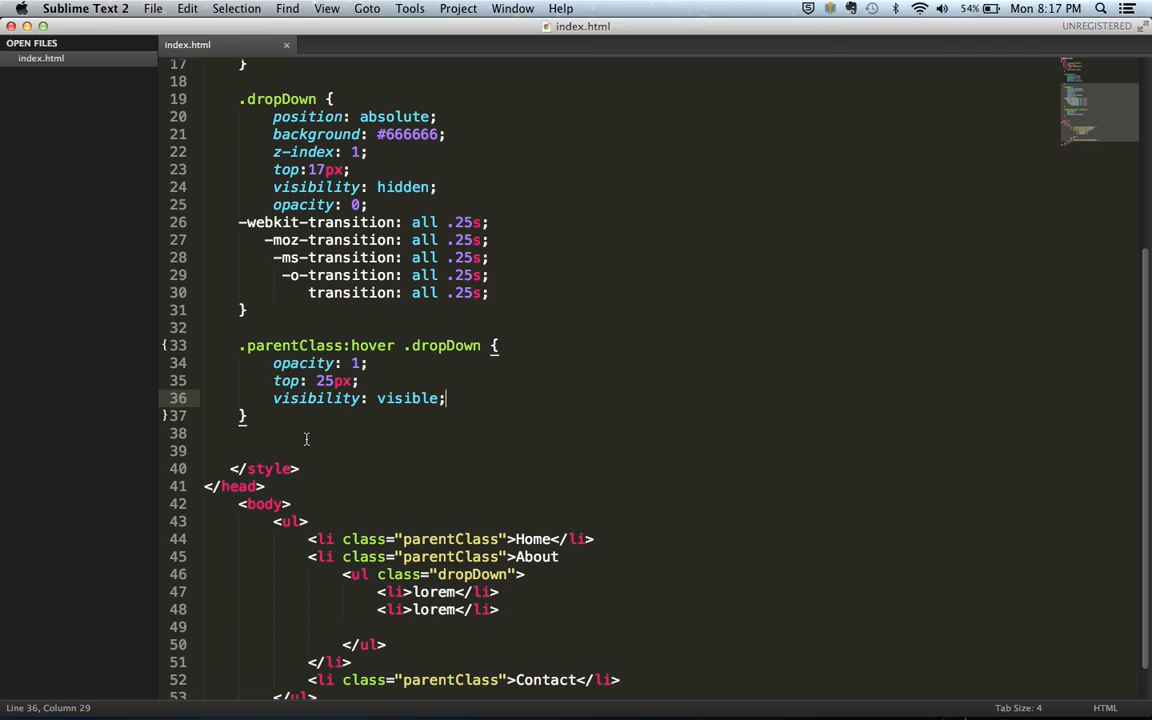 Sublime Text 2 File Edit Selection Find View Goto Tools Project Window Help 54% Mon 8:17 PM
index.html UNREGISTERED
OPEN FILES
index.html
index.html ×
17 }
18
19 .dropDown {
20 position: absolute;
21 background: #666666;
22 z-index: 1;
23 top:17px;
24 visibility: hidden;
25 opacity: 0;
26 -webkit-transition: all .25s;
27 -moz-transition: all .25s;
28 -ms-transition: all .25s;
29 -o-transition: all .25s;
30 transition: all .25s;
31 }
32
{33 .parentClass:hover .dropDown {
34 opacity: 1;
35 top: 25px;
36 visibility: visible;
}37 }
38
39
40 </style>
41 </head>
42 <body>
43 <ul>
44 <li class="parentClass">Home</li>
45 <li class="parentClass">About
46 <ul class="dropDown">
47 <li>lorem</li>
48 <li>lorem</li>
49
50 </ul>
51 </li>
52 <li class="parentClass">Contact</li>
53 </ul>
Line 36, Column 29 Tab Size: 4 HTML